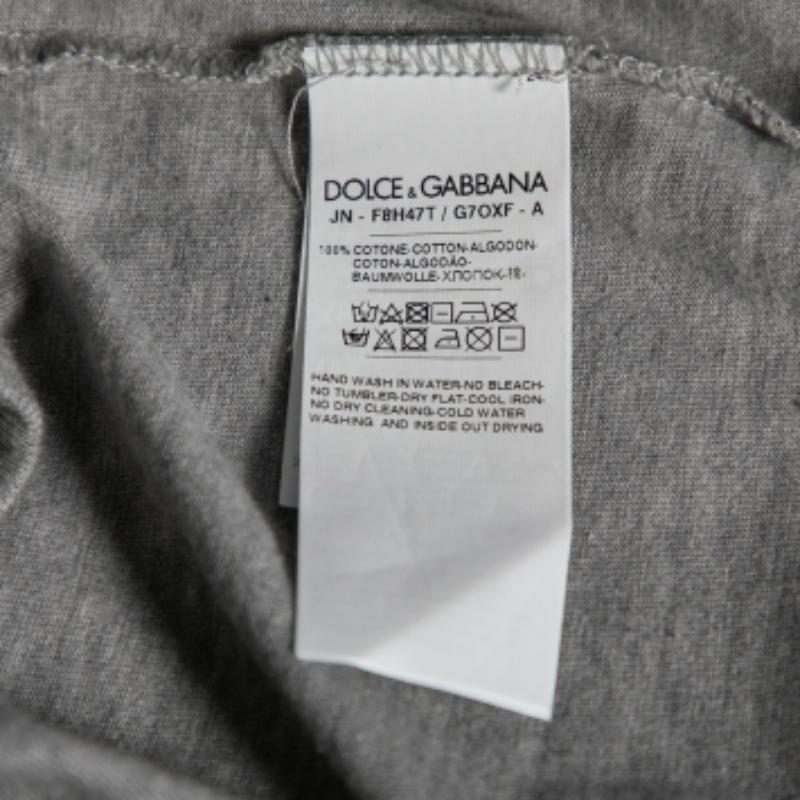 DOLCE & GABBANA
JN - F8H47T / G7OXF - A
100% COTONE-COTTON-ALGODON-
COTON-ALGODÃO-
BAUMWOLLE-ХЛОПОК-棉-
HAND WASH IN WATER-NO BLEACH-
NO TUMBLER-DRY FLAT-COOL IRON-
NO DRY CLEANING-COLD WATER
WASHING AND INSIDE OUT DRYING